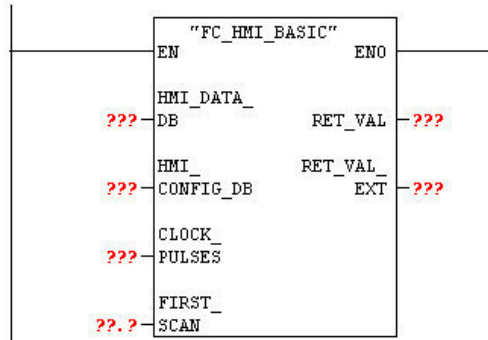 "FC_HMI_BASIC"
EN ENO
HMI_DATA_
??? DB RET_VAL ???
HMI_ RET_VAL_
??? CONFIG_DB EXT ???
CLOCK_
??? PULSES
FIRST_
??.? SCAN